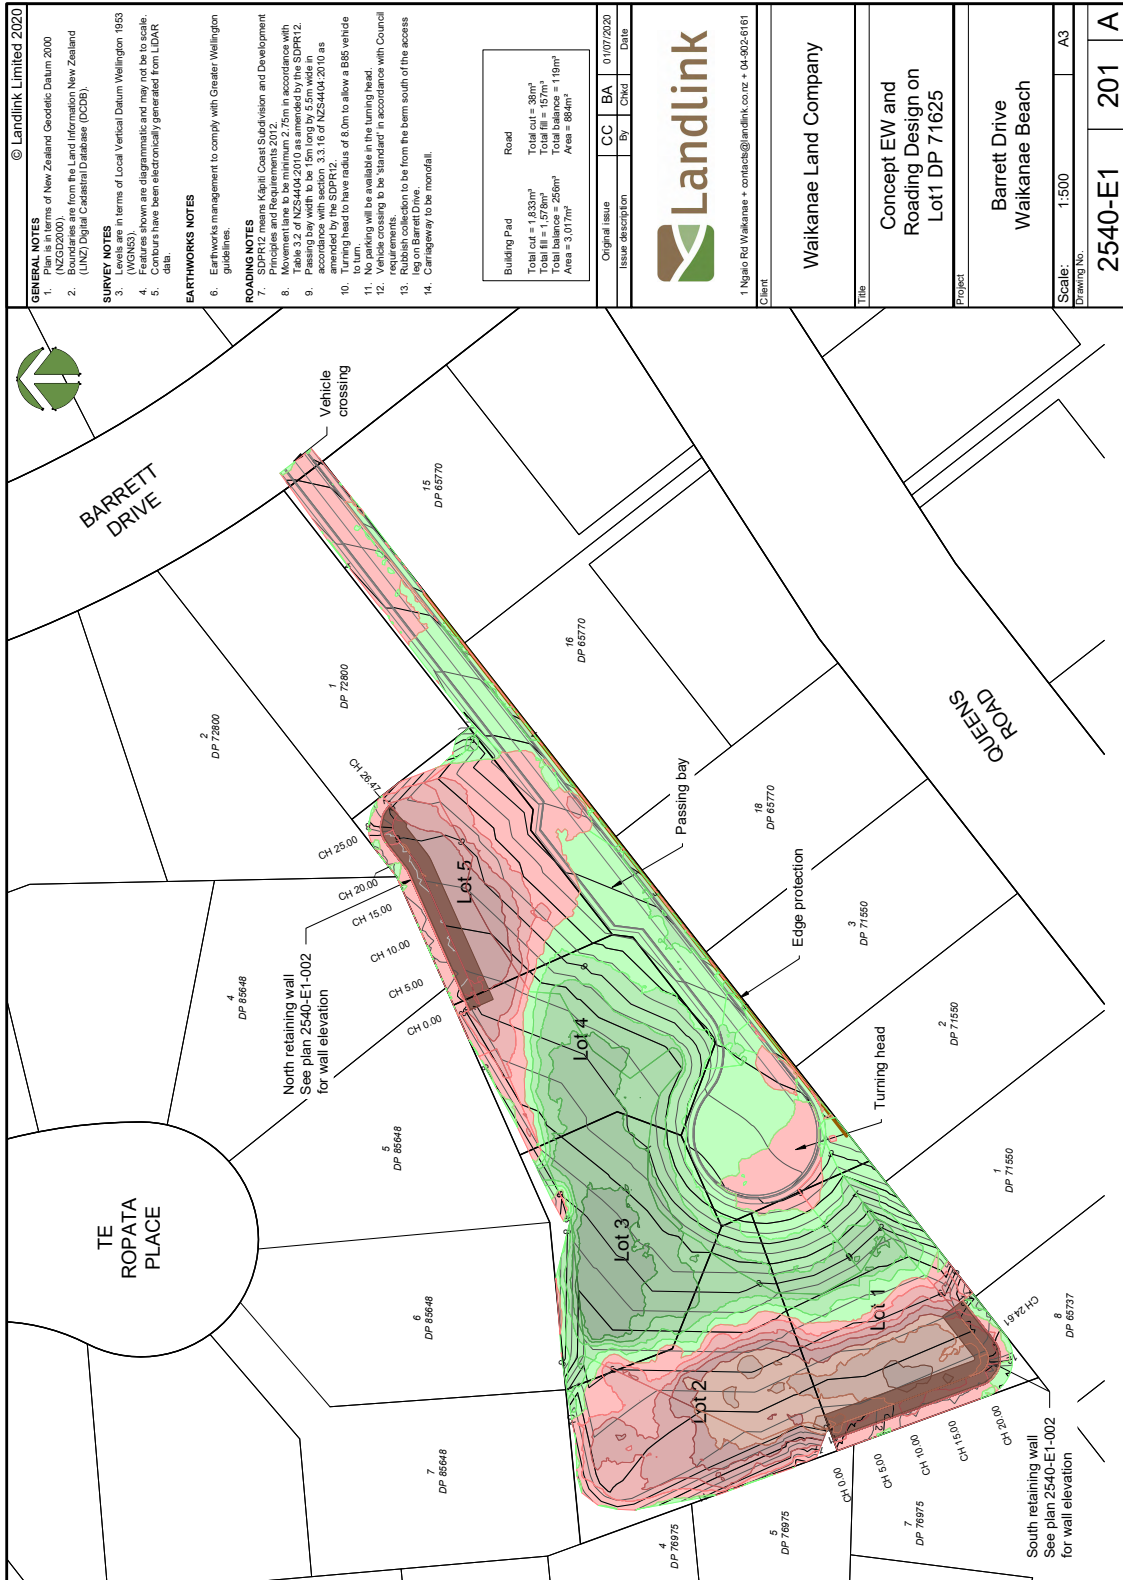 © Landlink Limited 2020
GENERAL NOTES
1. Plan is in terms of New Zealand Geodetic Datum 2000
(NZGD2000).
2. Boundaries are from the Land Information New Zealand
(LINZ) Digital Cadastral Database (DCDB).
SURVEY NOTES
3. Levels are in terms of Local Vertical Datum Wellington 1953
(WGN53).
4. Features shown are diagrammatic and may not be to scale.
5. Contours have been electronically generated from LiDAR
data.
EARTHWORKS NOTES
6. Earthworks management to comply with Greater Wellington
guidelines.
ROADING NOTES
7. SDPR12 means Kāpiti Coast Subdivision and Development
Principles and Requirements 2012.
8. Movement lane to be minimum 2.75m in accordance with
Table 3.2 of NZS4404:2010 as amended by the SDPR12.
9. Passing bay width to be 15m long by 5.5m wide in
accordance with section 3.3.16 of NZS4404:2010 as
amended by the SDPR12.
10. Turning head to have radius of 8.0m to allow a B85 vehicle
to turn.
11. No parking will be available in the turning head.
12. Vehicle crossing to be 'standard' in accordance with Council
requirements.
13. Rubbish collection to be from the berm south of the access
leg on Barrett Drive.
14. Carriageway to be monofall.
Building Pad
Total cut = 1,833m³
Total fill = 1,578m³
Total balance = 256m³
Area = 3,017m²
Road
Total cut = 38m³
Total fill = 157m³
Total balance = 119m³
Area = 884m²
Original issue CC BA 01/07/2020
Issue description By Chkd Date
Landlink
1 Ngaio Rd Waikanae + contacts@landlink.co.nz + 04-902-6161
Client
Waikanae Land Company
Title
Concept EW and
Roading Design on
Lot1 DP 71625
Project
Barrett Drive
Waikanae Beach
Scale: 1:500 A3
Drawing No.
2540-E1 201 A
BARRETT
DRIVE
Vehicle
crossing
15
DP 65770
2
DP 72800
1
DP 72800
16
DP 65770
QUEENS
ROAD
CH 26.47
CH 25.00
CH 20.00
CH 15.00
CH 10.00
CH 5.00
CH 0.00
Lot 5
Passing bay
18
DP 65770
North retaining wall
See plan 2540-E1-002
for wall elevation
4
DP 85648
Edge protection
3
DP 71550
Lot 4
2
DP 71550
TE
ROPATA
PLACE
5
DP 85648
Turning head
Lot 3
1
DP 71550
6
DP 85648
Lot 1
CH 24.61
8
DP 65737
Lot 2
7
DP 85648
CH 0.00
CH 5.00
CH 10.00
CH 15.00
CH 20.00
4
DP 76975
5
DP 76975
7
DP 76975
South retaining wall
See plan 2540-E1-002
for wall elevation